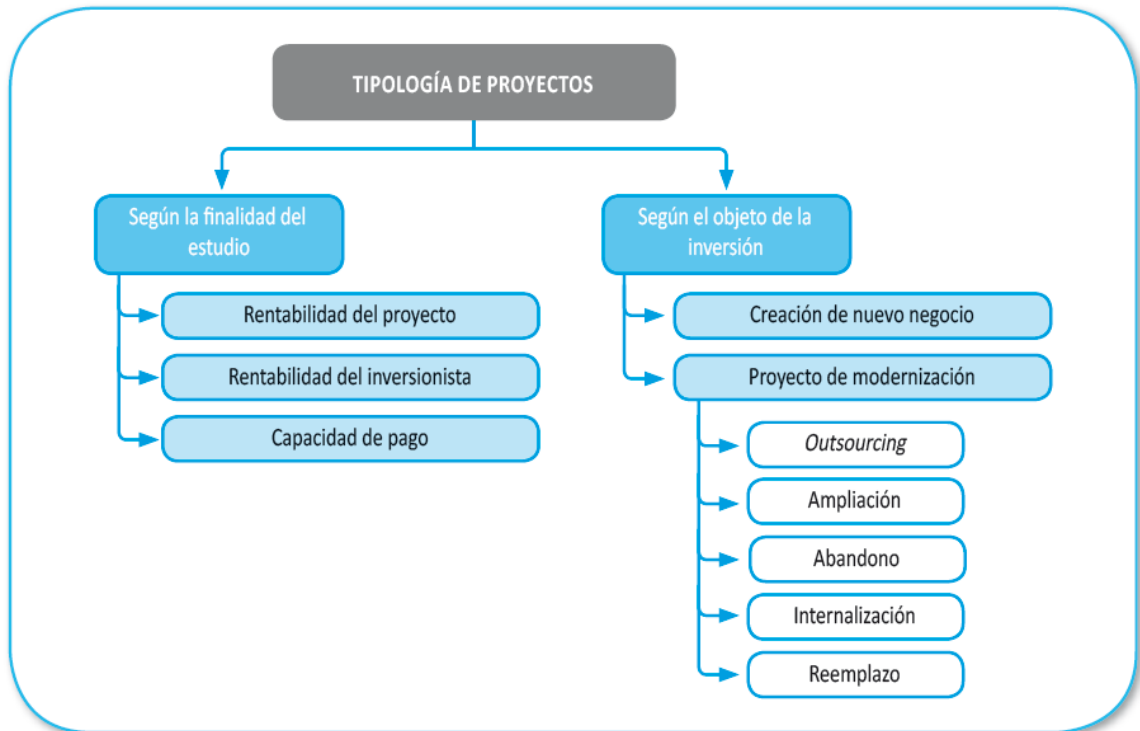 TIPOLOGÍA DE PROYECTOS
Según la finalidad del
estudio
Rentabilidad del proyecto
Rentabilidad del inversionista
Capacidad de pago
Según el objeto de la
inversión
Creación de nuevo negocio
Proyecto de modernización
Outsourcing
Ampliación
Abandono
Internalización
Reemplazo